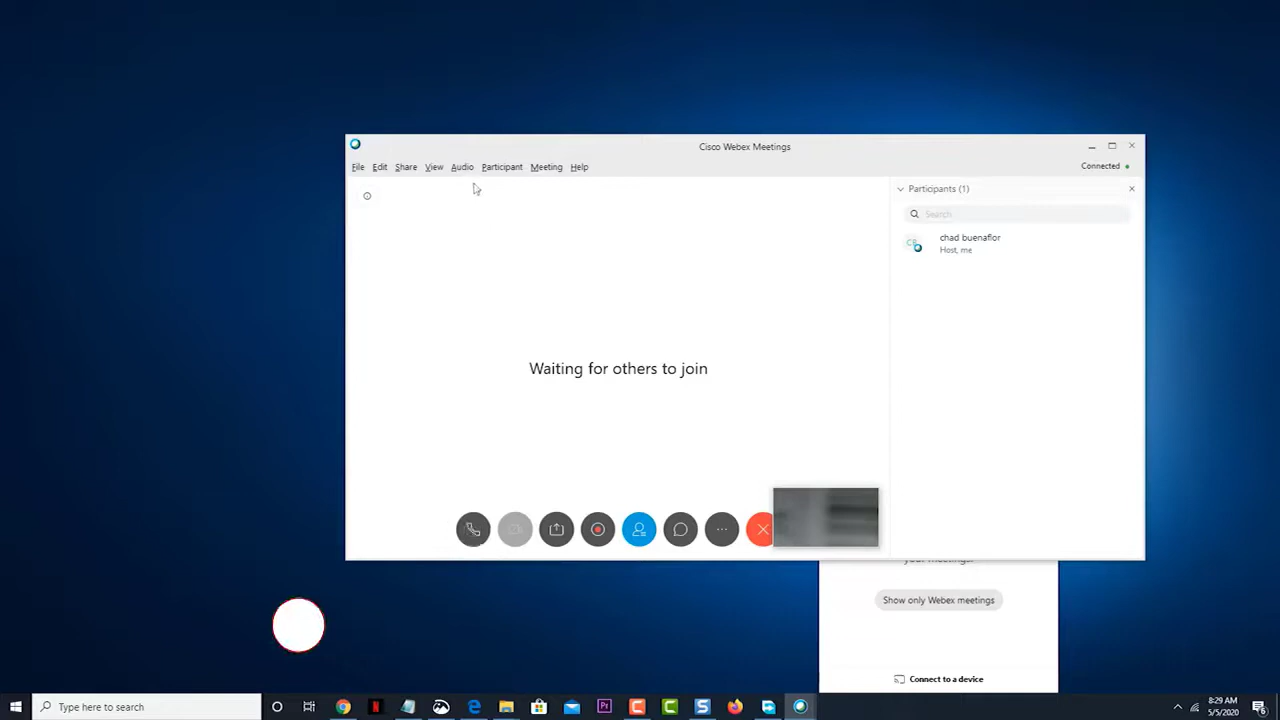 Cisco Webex Meetings
File Edit Share View Audio Participant Meeting Help
Connected
Participants (1)
Search
chad buenaflor
Host, me
Waiting for others to join
your meetings.
Show only Webex meetings
Connect to a device
Type here to search
8:29 AM
5/5/2020